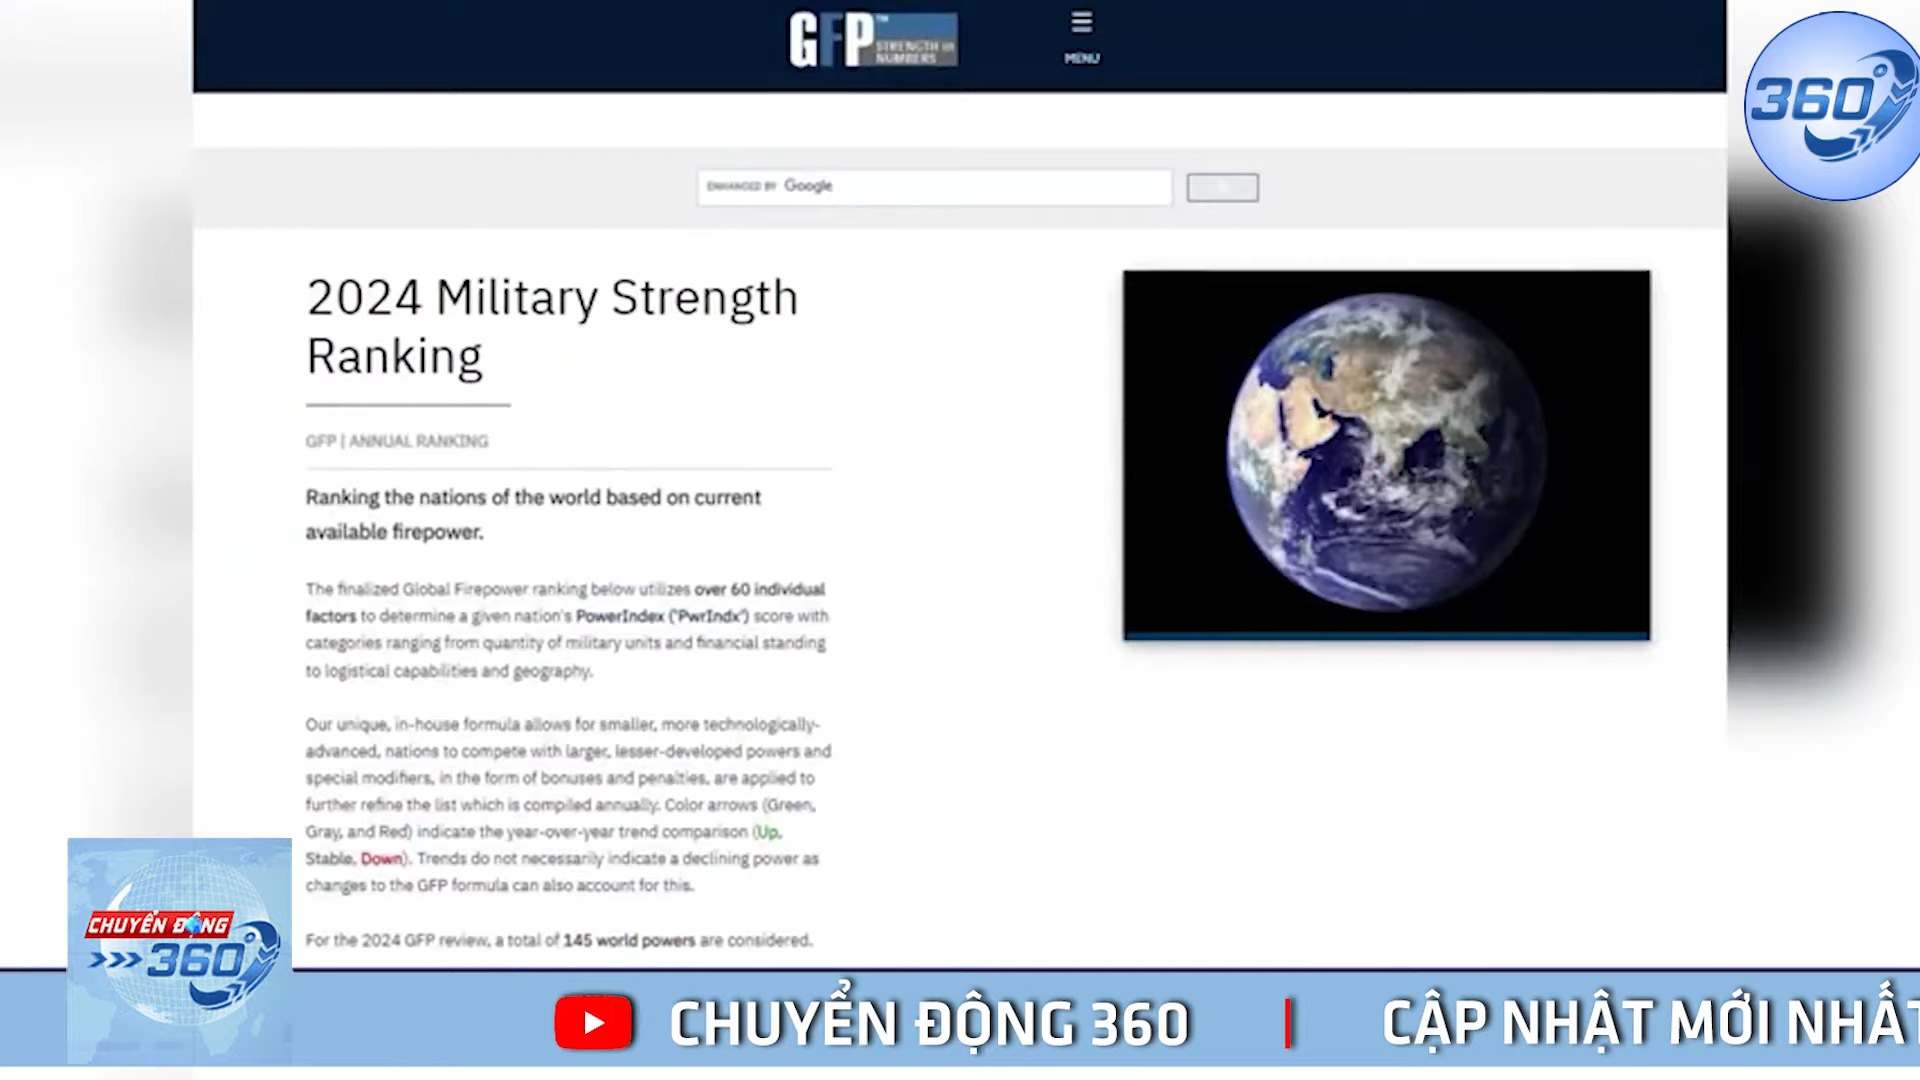 GFP™
STRENGTH in
NUMBERS
MENU
360°
ENHANCED BY Google
2024 Military Strength
Ranking
GFP | ANNUAL RANKING
Ranking the nations of the world based on current
available firepower.
The finalized Global Firepower ranking below utilizes over 60 individual
factors to determine a given nation's PowerIndex ('PwrIndx') score with
categories ranging from quantity of military units and financial standing
to logistical capabilities and geography.
Our unique, in-house formula allows for smaller, more technologically-
advanced, nations to compete with larger, lesser-developed powers and
special modifiers, in the form of bonuses and penalties, are applied to
further refine the list which is compiled annually. Color arrows (Green,
Gray, and Red) indicate the year-over-year trend comparison (Up,
Stable, Down). Trends do not necessarily indicate a declining power as
changes to the GFP formula can also account for this.
For the 2024 GFP review, a total of 145 world powers are considered.
CHUYỂN ĐỘNG
>>>360°
CHUYỂN ĐỘNG 360 | CẬP NHẬT MỚI NHẤT